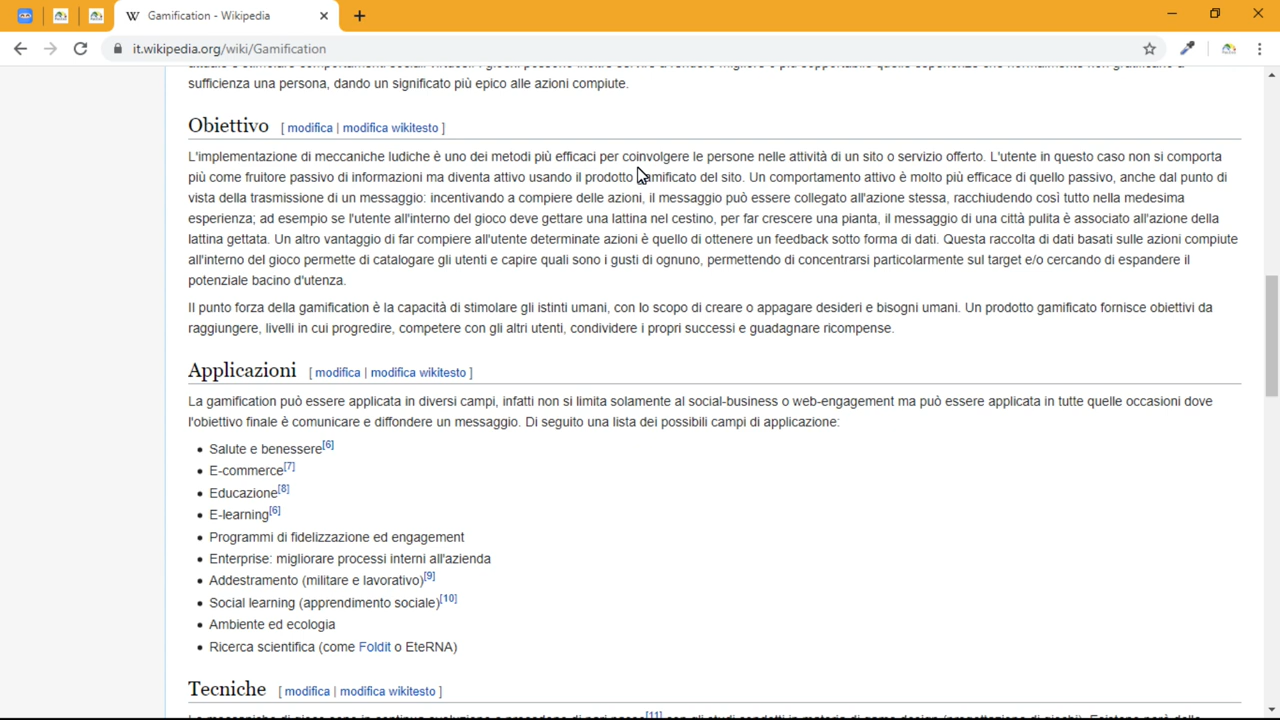 Gamification - Wikipedia
it.wikipedia.org/wiki/Gamification
sufficienza una persona, dando un significato più epico alle azioni compiute.
Obiettivo [ modifica | modifica wikitesto ]
L'implementazione di meccaniche ludiche è uno dei metodi più efficaci per coinvolgere le persone nelle attività di un sito o servizio offerto. L'utente in questo caso non si comporta
più come fruitore passivo di informazioni ma diventa attivo usando il prodotto gamificato del sito. Un comportamento attivo è molto più efficace di quello passivo, anche dal punto di
vista della trasmissione di un messaggio: incentivando a compiere delle azioni, il messaggio può essere collegato all'azione stessa, racchiudendo così tutto nella medesima
esperienza; ad esempio se l'utente all'interno del gioco deve gettare una lattina nel cestino, per far crescere una pianta, il messaggio di una città pulita è associato all'azione della
lattina gettata. Un altro vantaggio di far compiere all'utente determinate azioni è quello di ottenere un feedback sotto forma di dati. Questa raccolta di dati basati sulle azioni compiute
all'interno del gioco permette di catalogare gli utenti e capire quali sono i gusti di ognuno, permettendo di concentrarsi particolarmente sul target e/o cercando di espandere il
potenziale bacino d'utenza.
Il punto forza della gamification è la capacità di stimolare gli istinti umani, con lo scopo di creare o appagare desideri e bisogni umani. Un prodotto gamificato fornisce obiettivi da
raggiungere, livelli in cui progredire, competere con gli altri utenti, condividere i propri successi e guadagnare ricompense.
Applicazioni [ modifica | modifica wikitesto ]
La gamification può essere applicata in diversi campi, infatti non si limita solamente al social-business o web-engagement ma può essere applicata in tutte quelle occasioni dove
l'obiettivo finale è comunicare e diffondere un messaggio. Di seguito una lista dei possibili campi di applicazione:
• Salute e benessere[6]
• E-commerce[7]
• Educazione[8]
• E-learning[6]
• Programmi di fidelizzazione ed engagement
• Enterprise: migliorare processi interni all'azienda
• Addestramento (militare e lavorativo)[9]
• Social learning (apprendimento sociale)[10]
• Ambiente ed ecologia
• Ricerca scientifica (come Foldit o EteRNA)
Tecniche [ modifica | modifica wikitesto ]